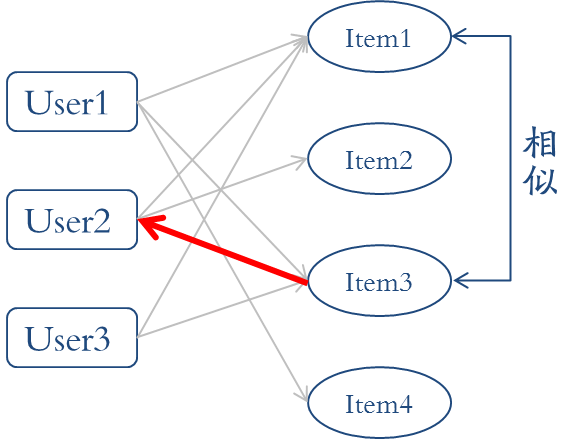 Item1
User1
Item2
User2
Item3
User3
Item4
相似